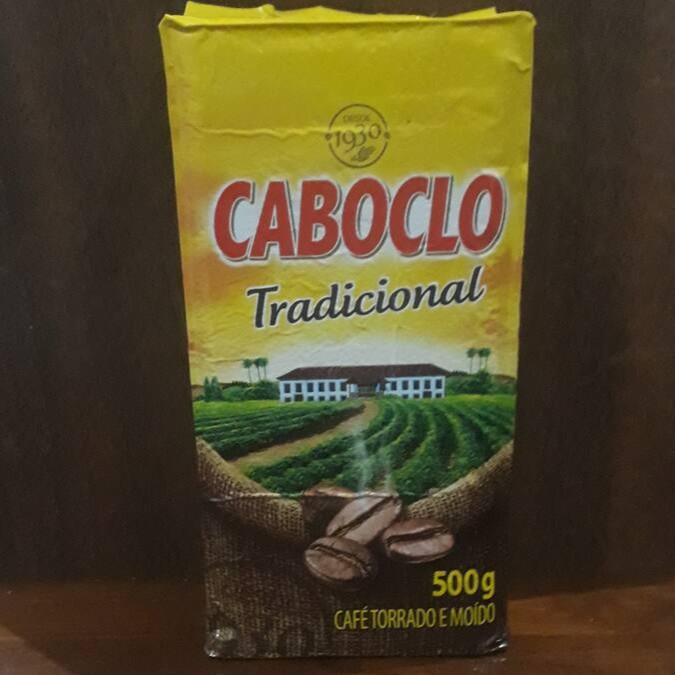 DESDE
1930
CABOCLO
Tradicional
500g
CAFÉ TORRADO E MOÍDO